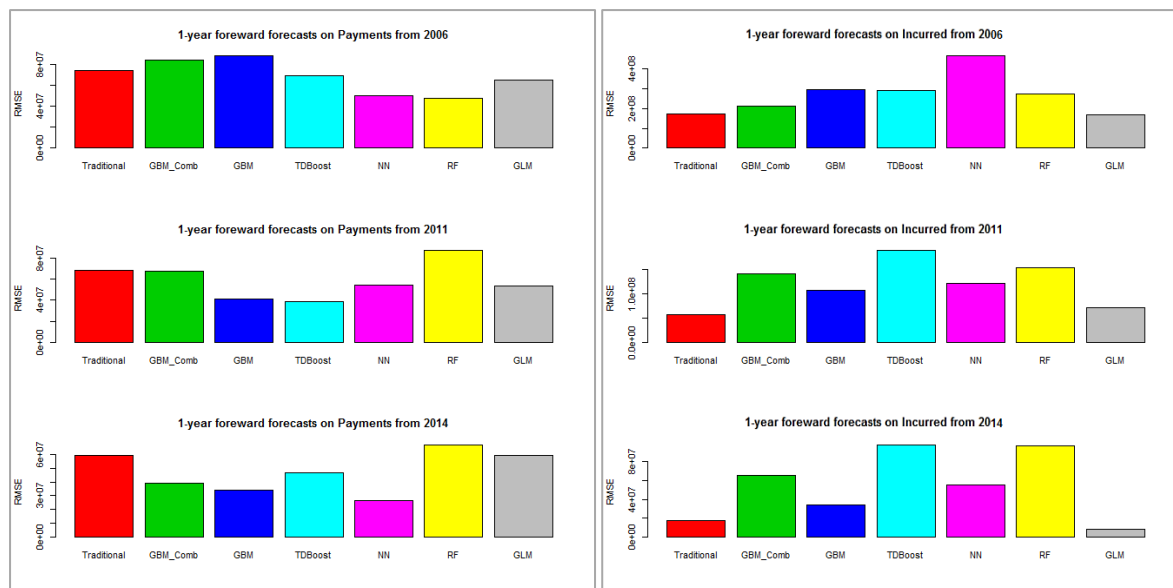 1-year foreward forecasts on Payments from 2006
RMSE
0e+00 4e+07 8e+07
Traditional GBM_Comb GBM TDBoost NN RF GLM
1-year foreward forecasts on Payments from 2011
RMSE
0e+00 4e+07 8e+07
Traditional GBM_Comb GBM TDBoost NN RF GLM
1-year foreward forecasts on Payments from 2014
RMSE
0e+00 3e+07 6e+07
Traditional GBM_Comb GBM TDBoost NN RF GLM
1-year foreward forecasts on Incurred from 2006
RMSE
0e+00 2e+08 4e+08
Traditional GBM_Comb GBM TDBoost NN RF GLM
1-year foreward forecasts on Incurred from 2011
RMSE
0.0e+00 1.0e+08
Traditional GBM_Comb GBM TDBoost NN RF GLM
1-year foreward forecasts on Incurred from 2014
RMSE
0e+00 4e+07 8e+07
Traditional GBM_Comb GBM TDBoost NN RF GLM